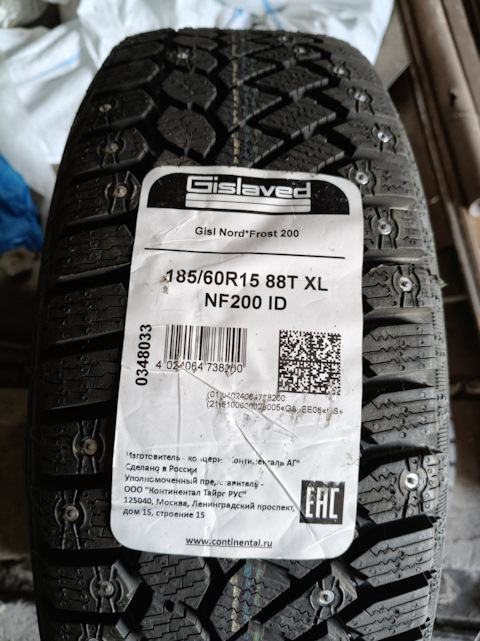 Gislaved
Gisl Nord*Frost 200
185/60R15 88T XL
NF200 ID
0348033
4 024064 738200
Изготовитель - концерн "Континенталь АГ"
Сделано в России
Уполномоченный представитель -
ООО "Континентал Тайрс РУС"
125040, Москва, Ленинградский проспект,
дом 15, строение 15
EAC
www.continental.ru